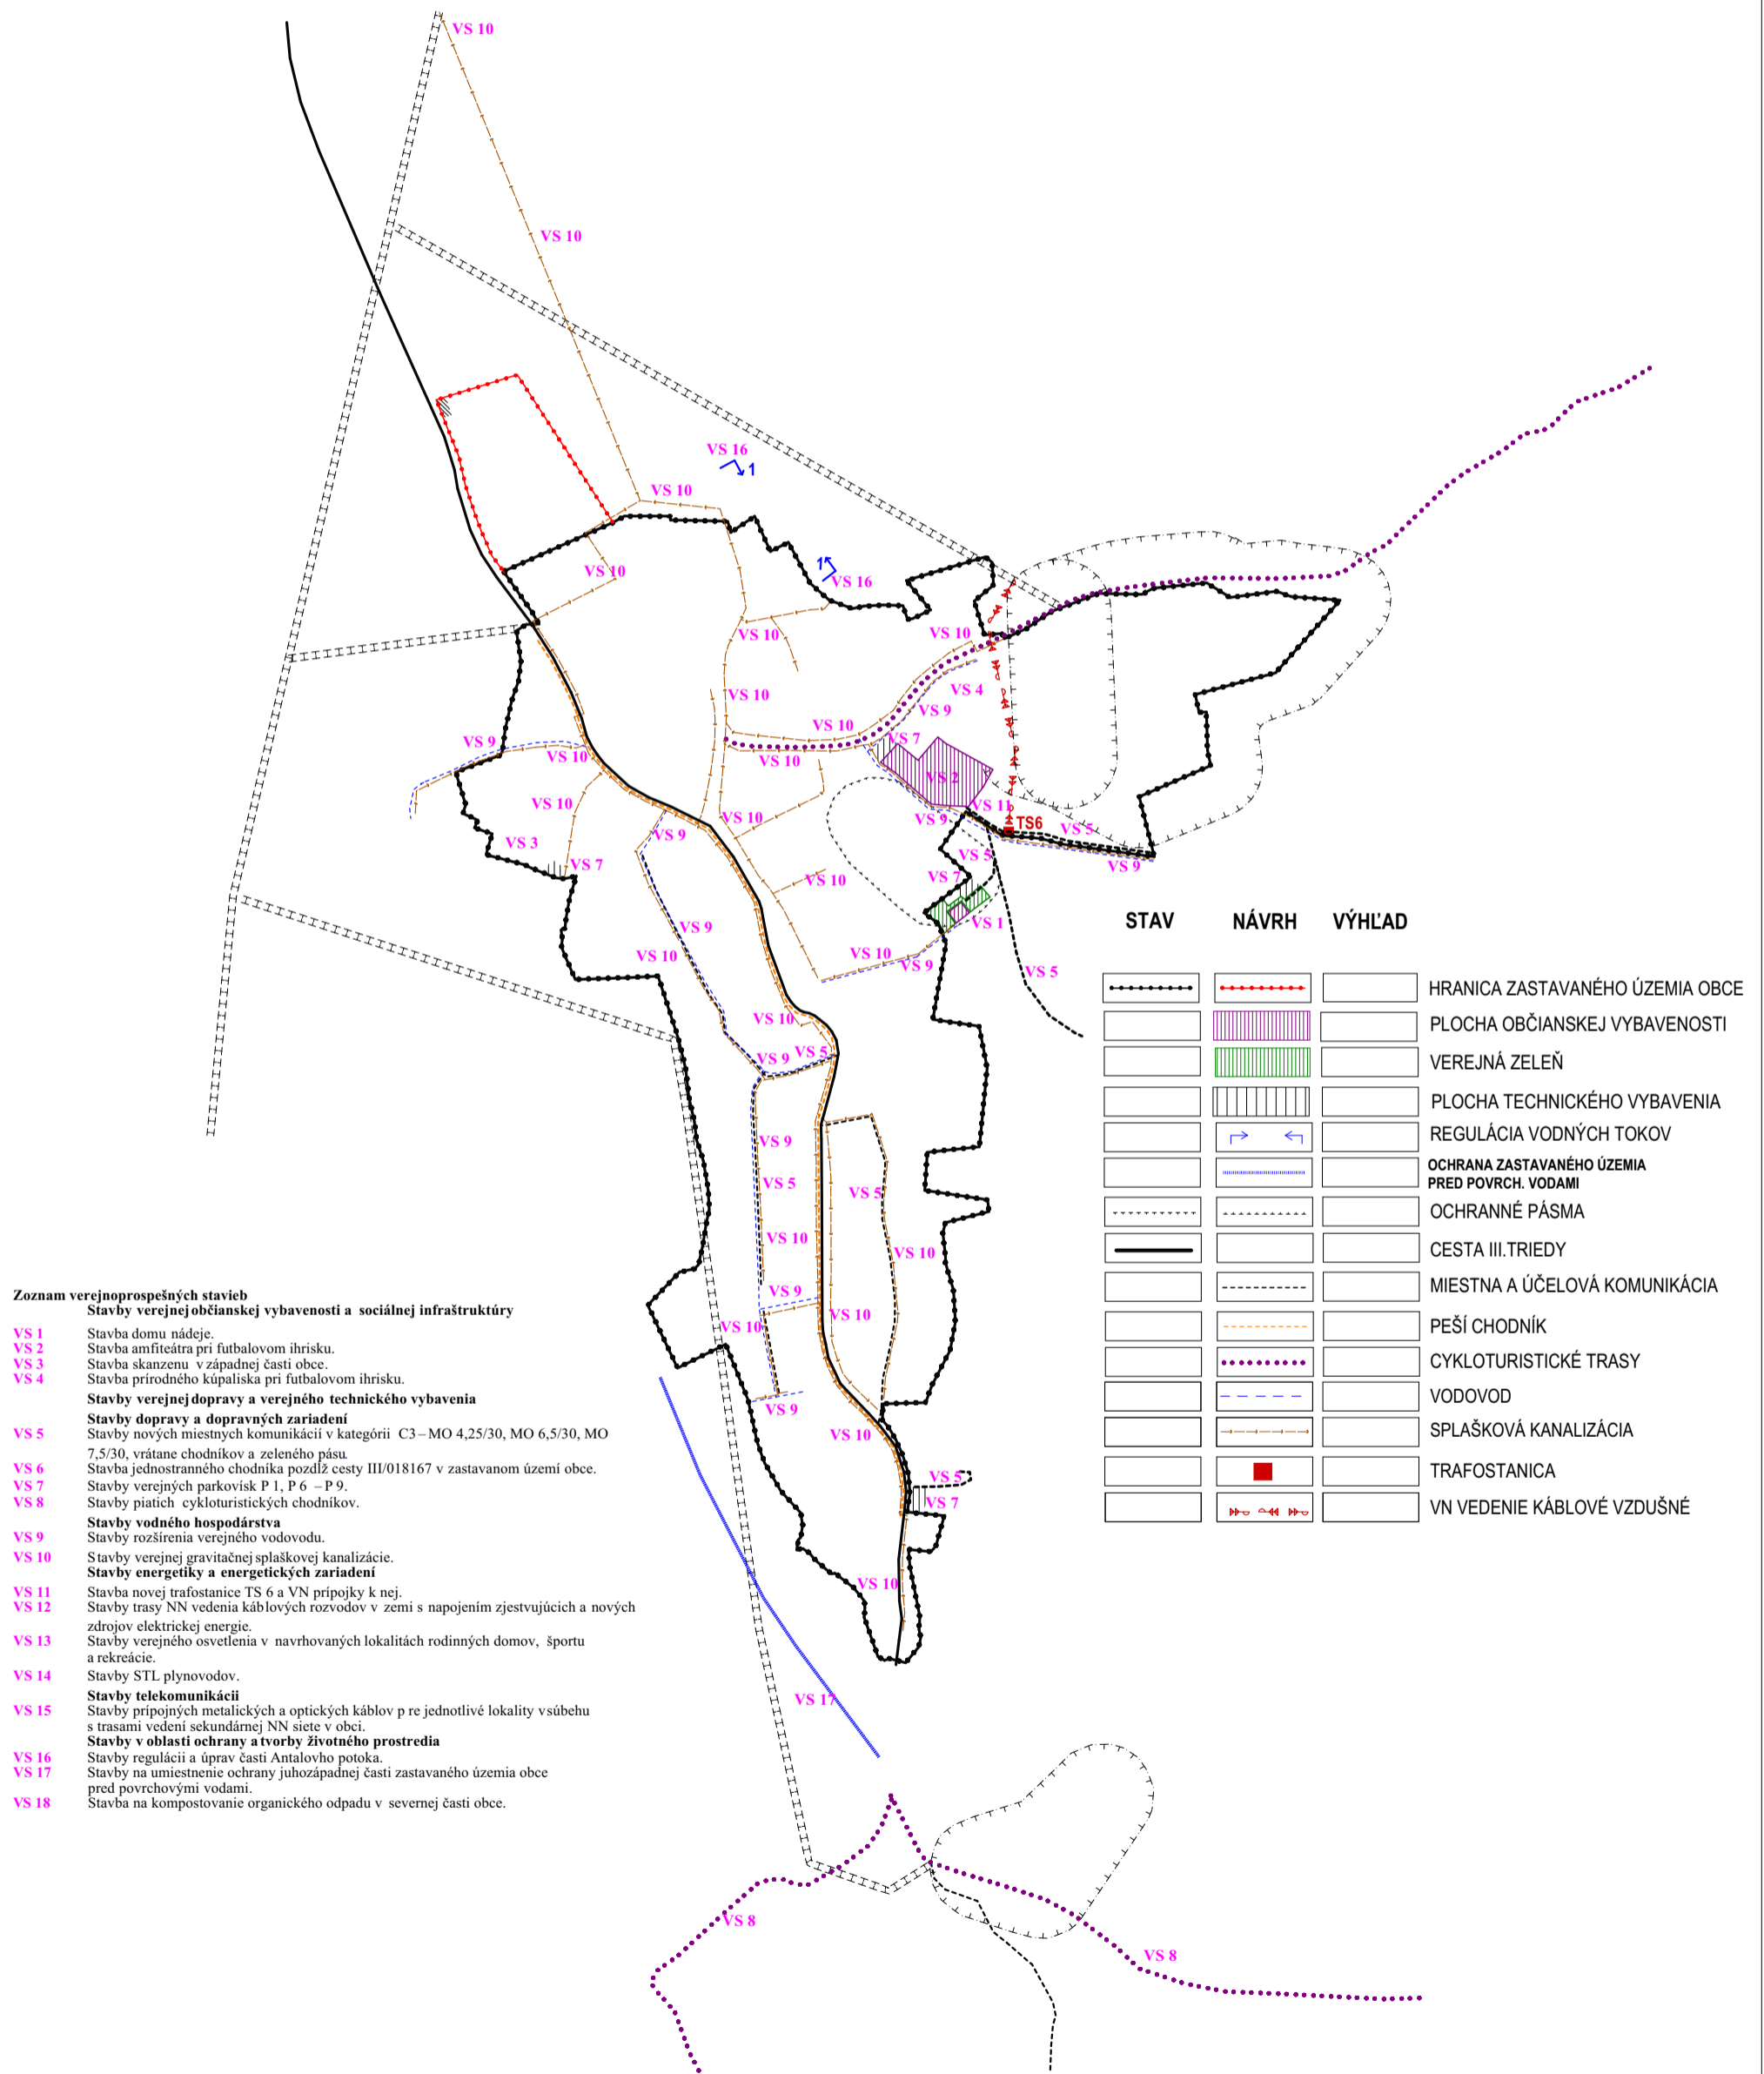 VS 10
VS 10
VS 16
1
VS 10
VS 10
1
VS 16
VS 10
VS 10
VS 10
VS 4
VS 9
VS 10
VS 9
VS 10
VS 7
VS 10
VS 2
VS 10
VS 11
VS 10
VS 9
TS6
VS 5
VS 9
VS 3
VS 7
VS 5
VS 9
VS 7
VS 10
VS 1
VS 9
VS 10
VS 10
VS 9
VS 5
VS 10
VS 9
VS 5
VS 9
VS 5
VS 5
VS 10
VS 10
VS 9
VS 10
VS 10
VS 9
VS 10
VS 5
VS 7
VS 10
VS 17
VS 8
VS 8
STAV NÁVRH VÝHĽAD
HRANICA ZASTAVANÉHO ÚZEMIA OBCE
PLOCHA OBČIANSKEJ VYBAVENOSTI
VEREJNÁ ZELEŇ
PLOCHA TECHNICKÉHO VYBAVENIA
REGULÁCIA VODNÝCH TOKOV
OCHRANA ZASTAVANÉHO ÚZEMIA
PRED POVRCH. VODAMI
OCHRANNÉ PÁSMA
CESTA III.TRIEDY
MIESTNA A ÚČELOVÁ KOMUNIKÁCIA
PEŠÍ CHODNÍK
CYKLOTURISTICKÉ TRASY
VODOVOD
SPLAŠKOVÁ KANALIZÁCIA
TRAFOSTANICA
VN VEDENIE KÁBLOVÉ VZDUŠNÉ
Zoznam verejnoprospešných stavieb
Stavby verejnej občianskej vybavenosti a sociálnej infraštruktúry
VS 1 Stavba domu nádeje.
VS 2 Stavba amfiteátra pri futbalovom ihrisku.
VS 3 Stavba skanzenu v západnej časti obce.
VS 4 Stavba prírodného kúpaliska pri futbalovom ihrisku.
Stavby verejnej dopravy a verejného technického vybavenia
Stavby dopravy a dopravných zariadení
VS 5 Stavby nových miestnych komunikácií v kategórii C3 – MO 4,25/30, MO 6,5/30, MO
7,5/30, vrátane chodníkov a zeleného pásu
VS 6 Stavba jednostranného chodníka pozdĺž cesty III/018167 v zastavanom území obce.
VS 7 Stavby verejných parkovísk P 1, P 6 – P 9.
VS 8 Stavby piatich cykloturistických chodníkov.
Stavby vodného hospodárstva
VS 9 Stavby rozšírenia verejného vodovodu.
VS 10 Stavby verejnej gravitačnej splaškovej kanalizácie.
Stavby energetiky a energetických zariadení
VS 11 Stavba novej trafostanice TS 6 a VN prípojky k nej.
VS 12 Stavby trasy NN vedenia káblových rozvodov v zemi s napojením zjestvujúcich a nových
zdrojov elektrickej energie.
VS 13 Stavby verejného osvetlenia v navrhovaných lokalitách rodinných domov, športu
a rekreácie.
VS 14 Stavby STL plynovodov.
Stavby telekomunikácii
VS 15 Stavby prípojných metalických a optických káblov p re jednotlivé lokality v súbehu
s trasami vedení sekundárnej NN siete v obci.
Stavby v oblasti ochrany a tvorby životného prostredia
VS 16 Stavby regulácii a úprav časti Antalovho potoka.
VS 17 Stavby na umiestnenie ochrany juhozápadnej časti zastavaného územia obce
pred povrchovými vodami.
VS 18 Stavba na kompostovanie organického odpadu v severnej časti obce.